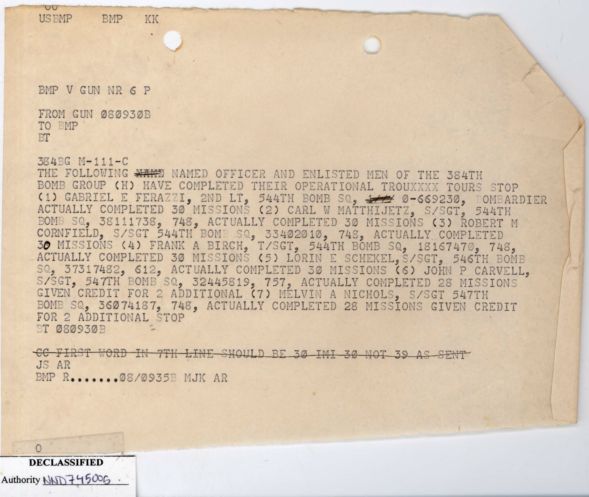 USBMP BMP KK
BMP V GUN NR 6 P
FROM GUN 080930B
TO BMP
BT
384BG M-111-C
THE FOLLOWING NAMED OFFICER AND ENLISTED MEN OF THE 384TH
BOMB GROUP (H) HAVE COMPLETED THEIR OPERATIONAL TROUXXXX TOURS STOP
(1) GABRIEL E FERAZZI, 2ND LT, 544TH BOMB SQ, 0-669230, BOMBARDIER
ACTUALLY COMPLETED 30 MISSIONS (2) CARL W MATTHIJETZ, S/SGT, 544TH
BOMB SQ, 38111738, 748, ACTUALLY COMPLETED 30 MISSIONS (3) ROBERT M
CORNFIELD, S/SGT 544TH BOMB SQ, 33402010, 748, ACTUALLY COMPLETED
30 MISSIONS (4) FRANK A BIRCH, T/SGT, 544TH BOMB SQ, 18167470, 748,
ACTUALLY COMPLETED 30 MISSIONS (5) LORIN E SCHEKEL,S/SGT, 546TH BOMB
SQ, 37317482, 612, ACTUALLY COMPLETED 30 MISSIONS (6) JOHN P CARVELL,
S/SGT, 547TH BOMB SQ, 32445819, 757, ACTUALLY COMPLETED 28 MISSIONS
GIVEN CREDIT FOR 2 ADDITIONAL (7) MELVIN A NICHOLS, S/SGT 547TH
BOMB SQ, 36074187, 748, ACTUALLY COMPLETED 28 MISSIONS GIVEN CREDIT
FOR 2 ADDITIONAL STOP
BT 080930B
CC FIRST WORD IN 7TH LINE SHOULD BE 30 IMI 30 NOT 39 AS SENT
JS AR
BMP R.......08/0935B MJK AR
0
DECLASSIFIED
Authority NND745005